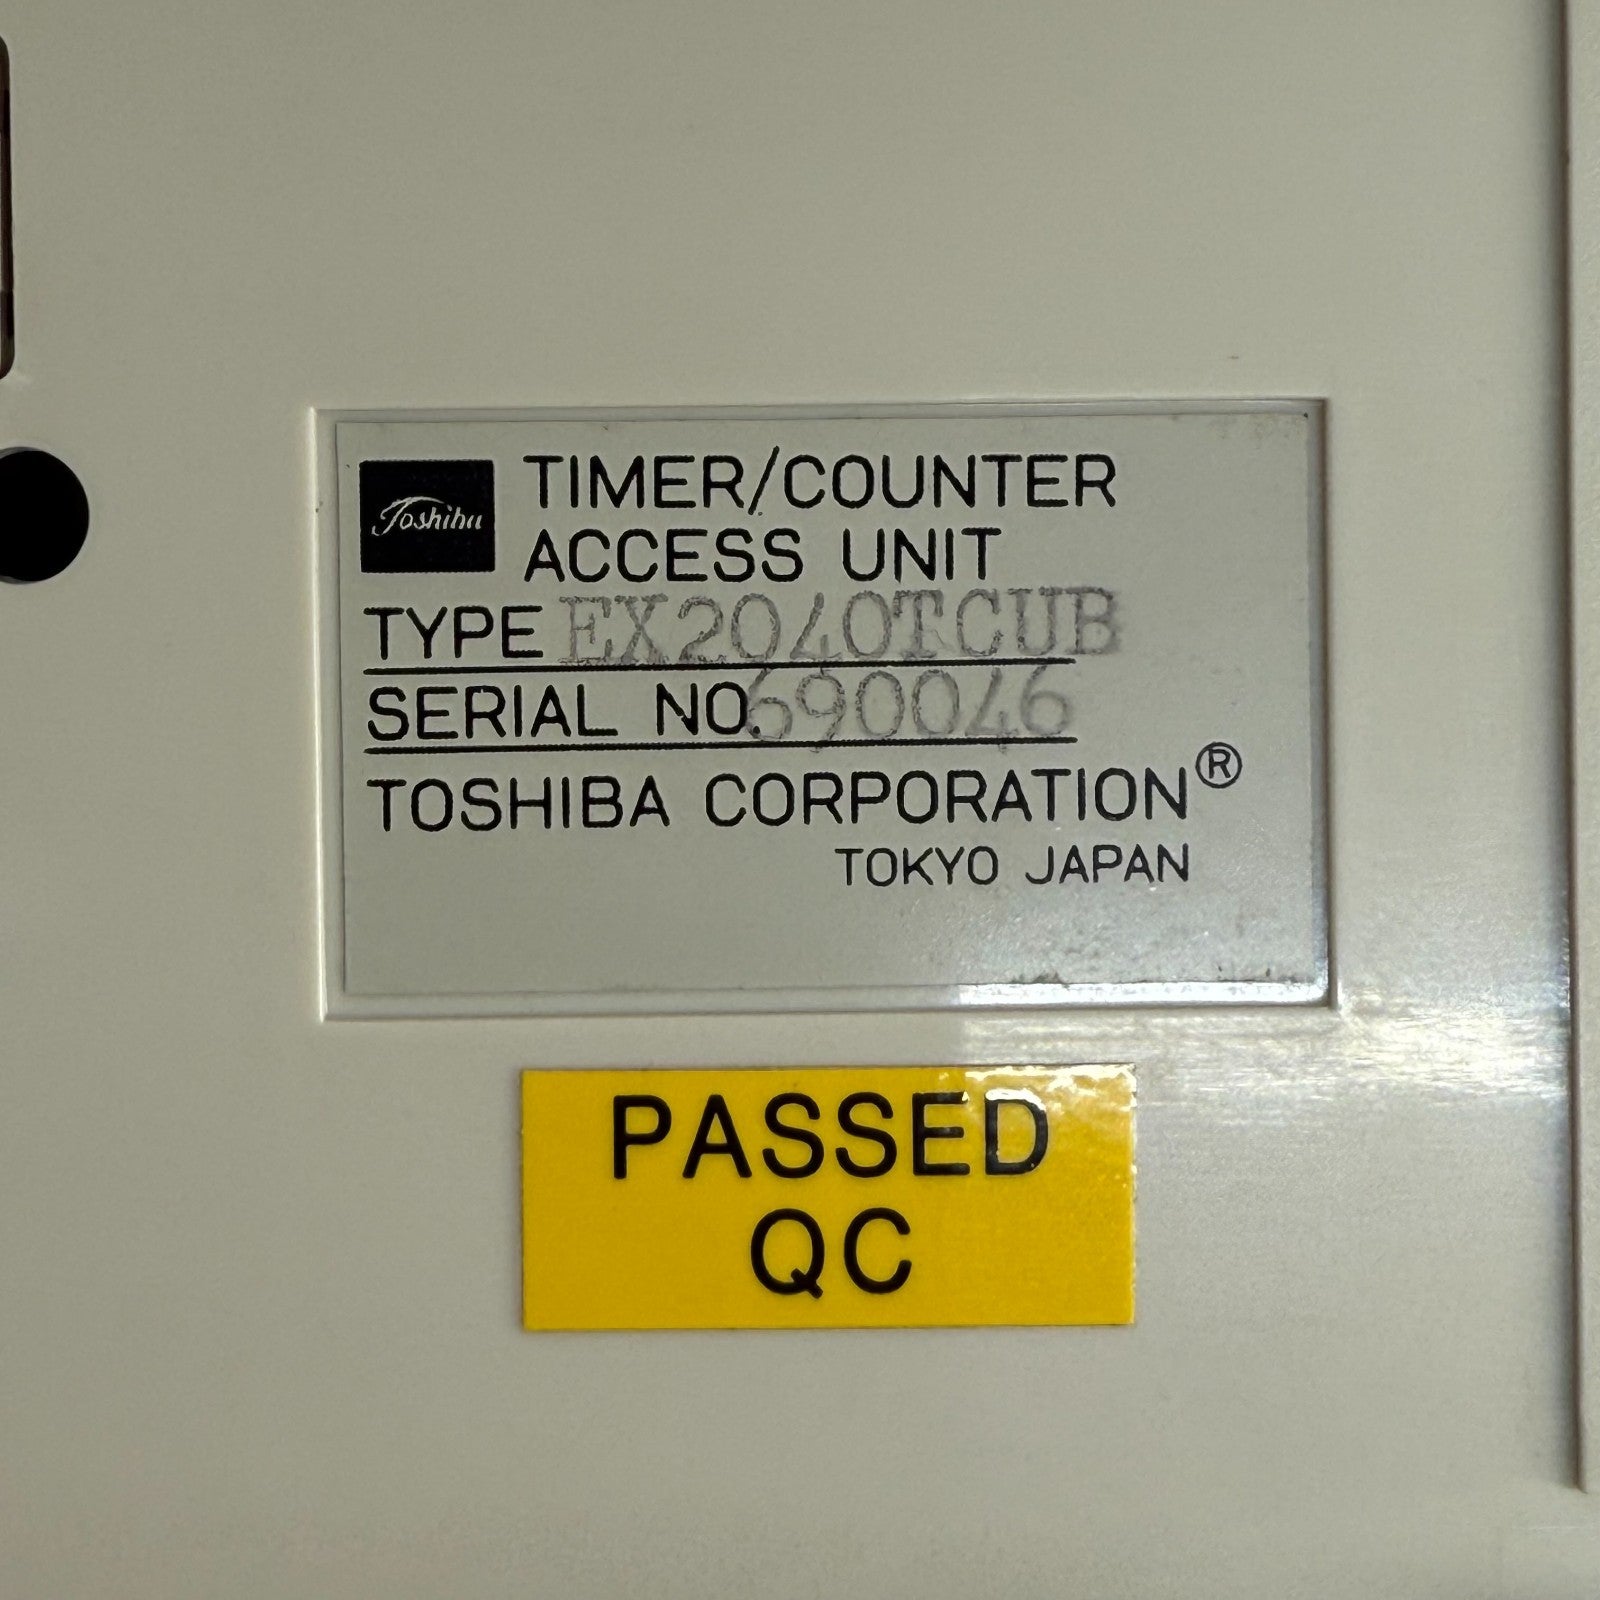 Toshiba
TIMER/COUNTER
ACCESS UNIT
TYPE EX2040TCUB
SERIAL NO. 690046
TOSHIBA CORPORATION®
TOKYO JAPAN
PASSED
QC